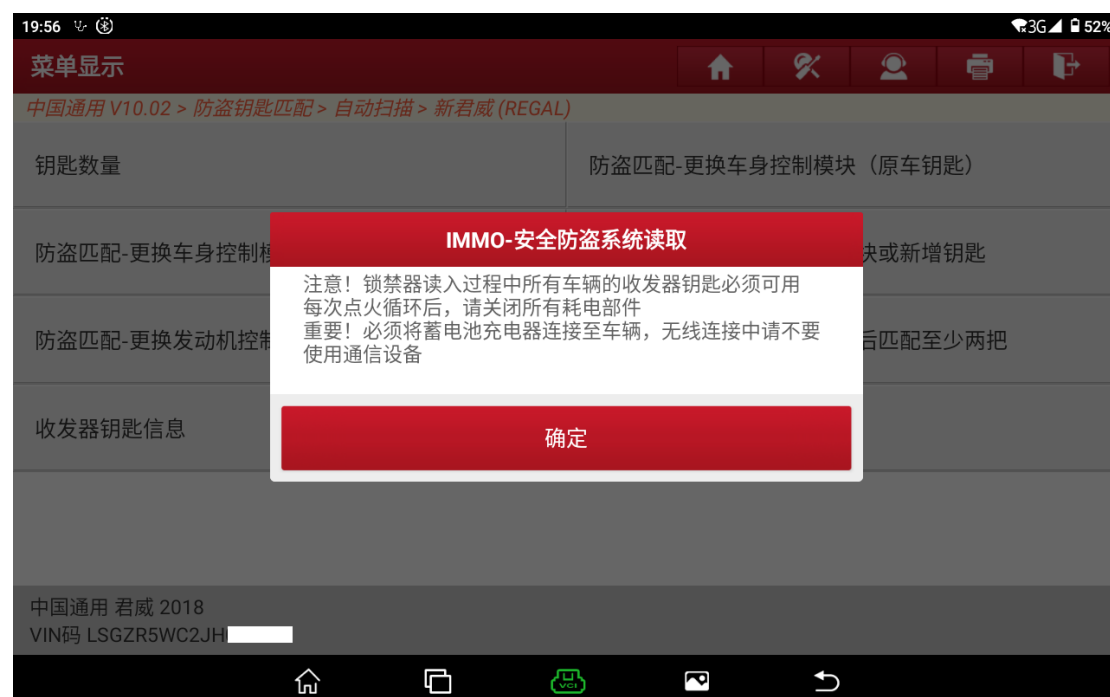 19:56
3G 52%
菜单显示
中国通用 V10.02 > 防盗钥匙匹配 > 自动扫描 > 新君威 (REGAL)
钥匙数量
防盗匹配-更换车身控制模块（原车钥匙）
防盗匹配-更换车身控制模
块或新增钥匙
IMMO-安全防盗系统读取
注意！锁禁器读入过程中所有车辆的收发器钥匙必须可用
每次点火循环后，请关闭所有耗电部件
重要！必须将蓄电池充电器连接至车辆，无线连接中请不要
使用通信设备
防盗匹配-更换发动机控制
后匹配至少两把
收发器钥匙信息
确定
中国通用 君威 2018
VIN码 LSGZR5WC2JH
VCI